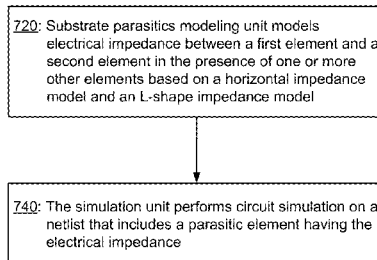 720: Substrate parasitics modeling unit models
electrical impedance between a first element and a
second element in the presence of one or more
other elements based on a horizontal impedance
model and an L-shape impedance model
740: The simulation unit performs circuit simulation on a
netlist that includes a parasitic element having the
electrical impedance